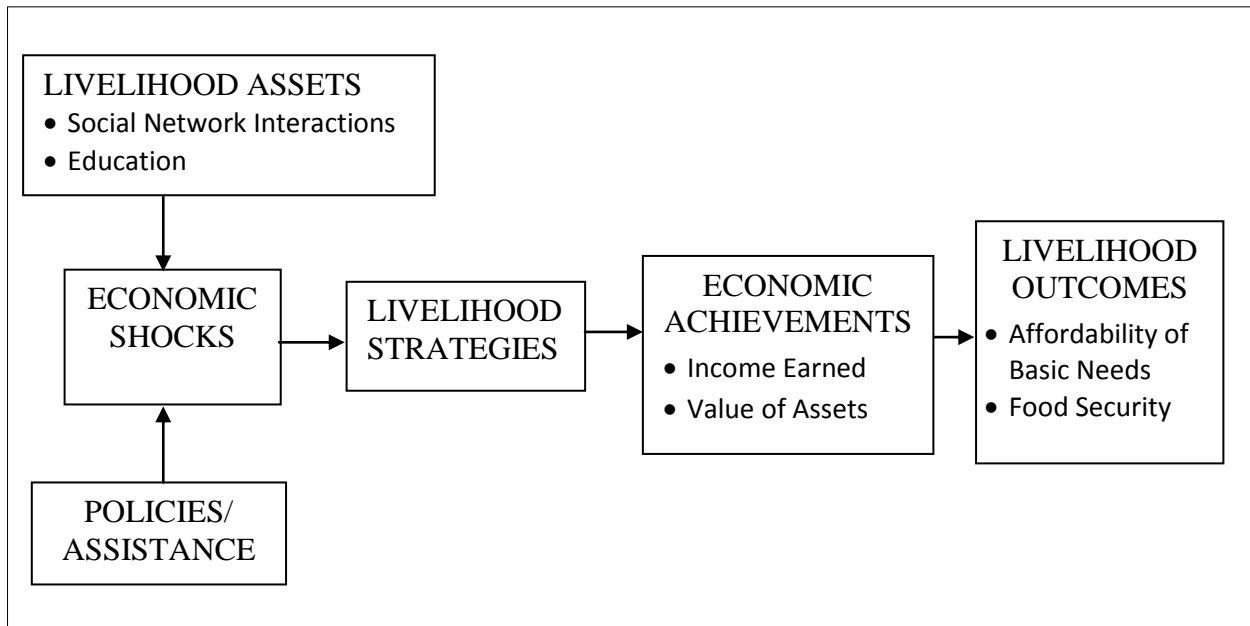 LIVELIHOOD ASSETS
• Social Network Interactions
• Education
ECONOMIC
SHOCKS
POLICIES/
ASSISTANCE
LIVELIHOOD
STRATEGIES
ECONOMIC
ACHIEVEMENTS
• Income Earned
• Value of Assets
LIVELIHOOD
OUTCOMES
• Affordability of
Basic Needs
• Food Security